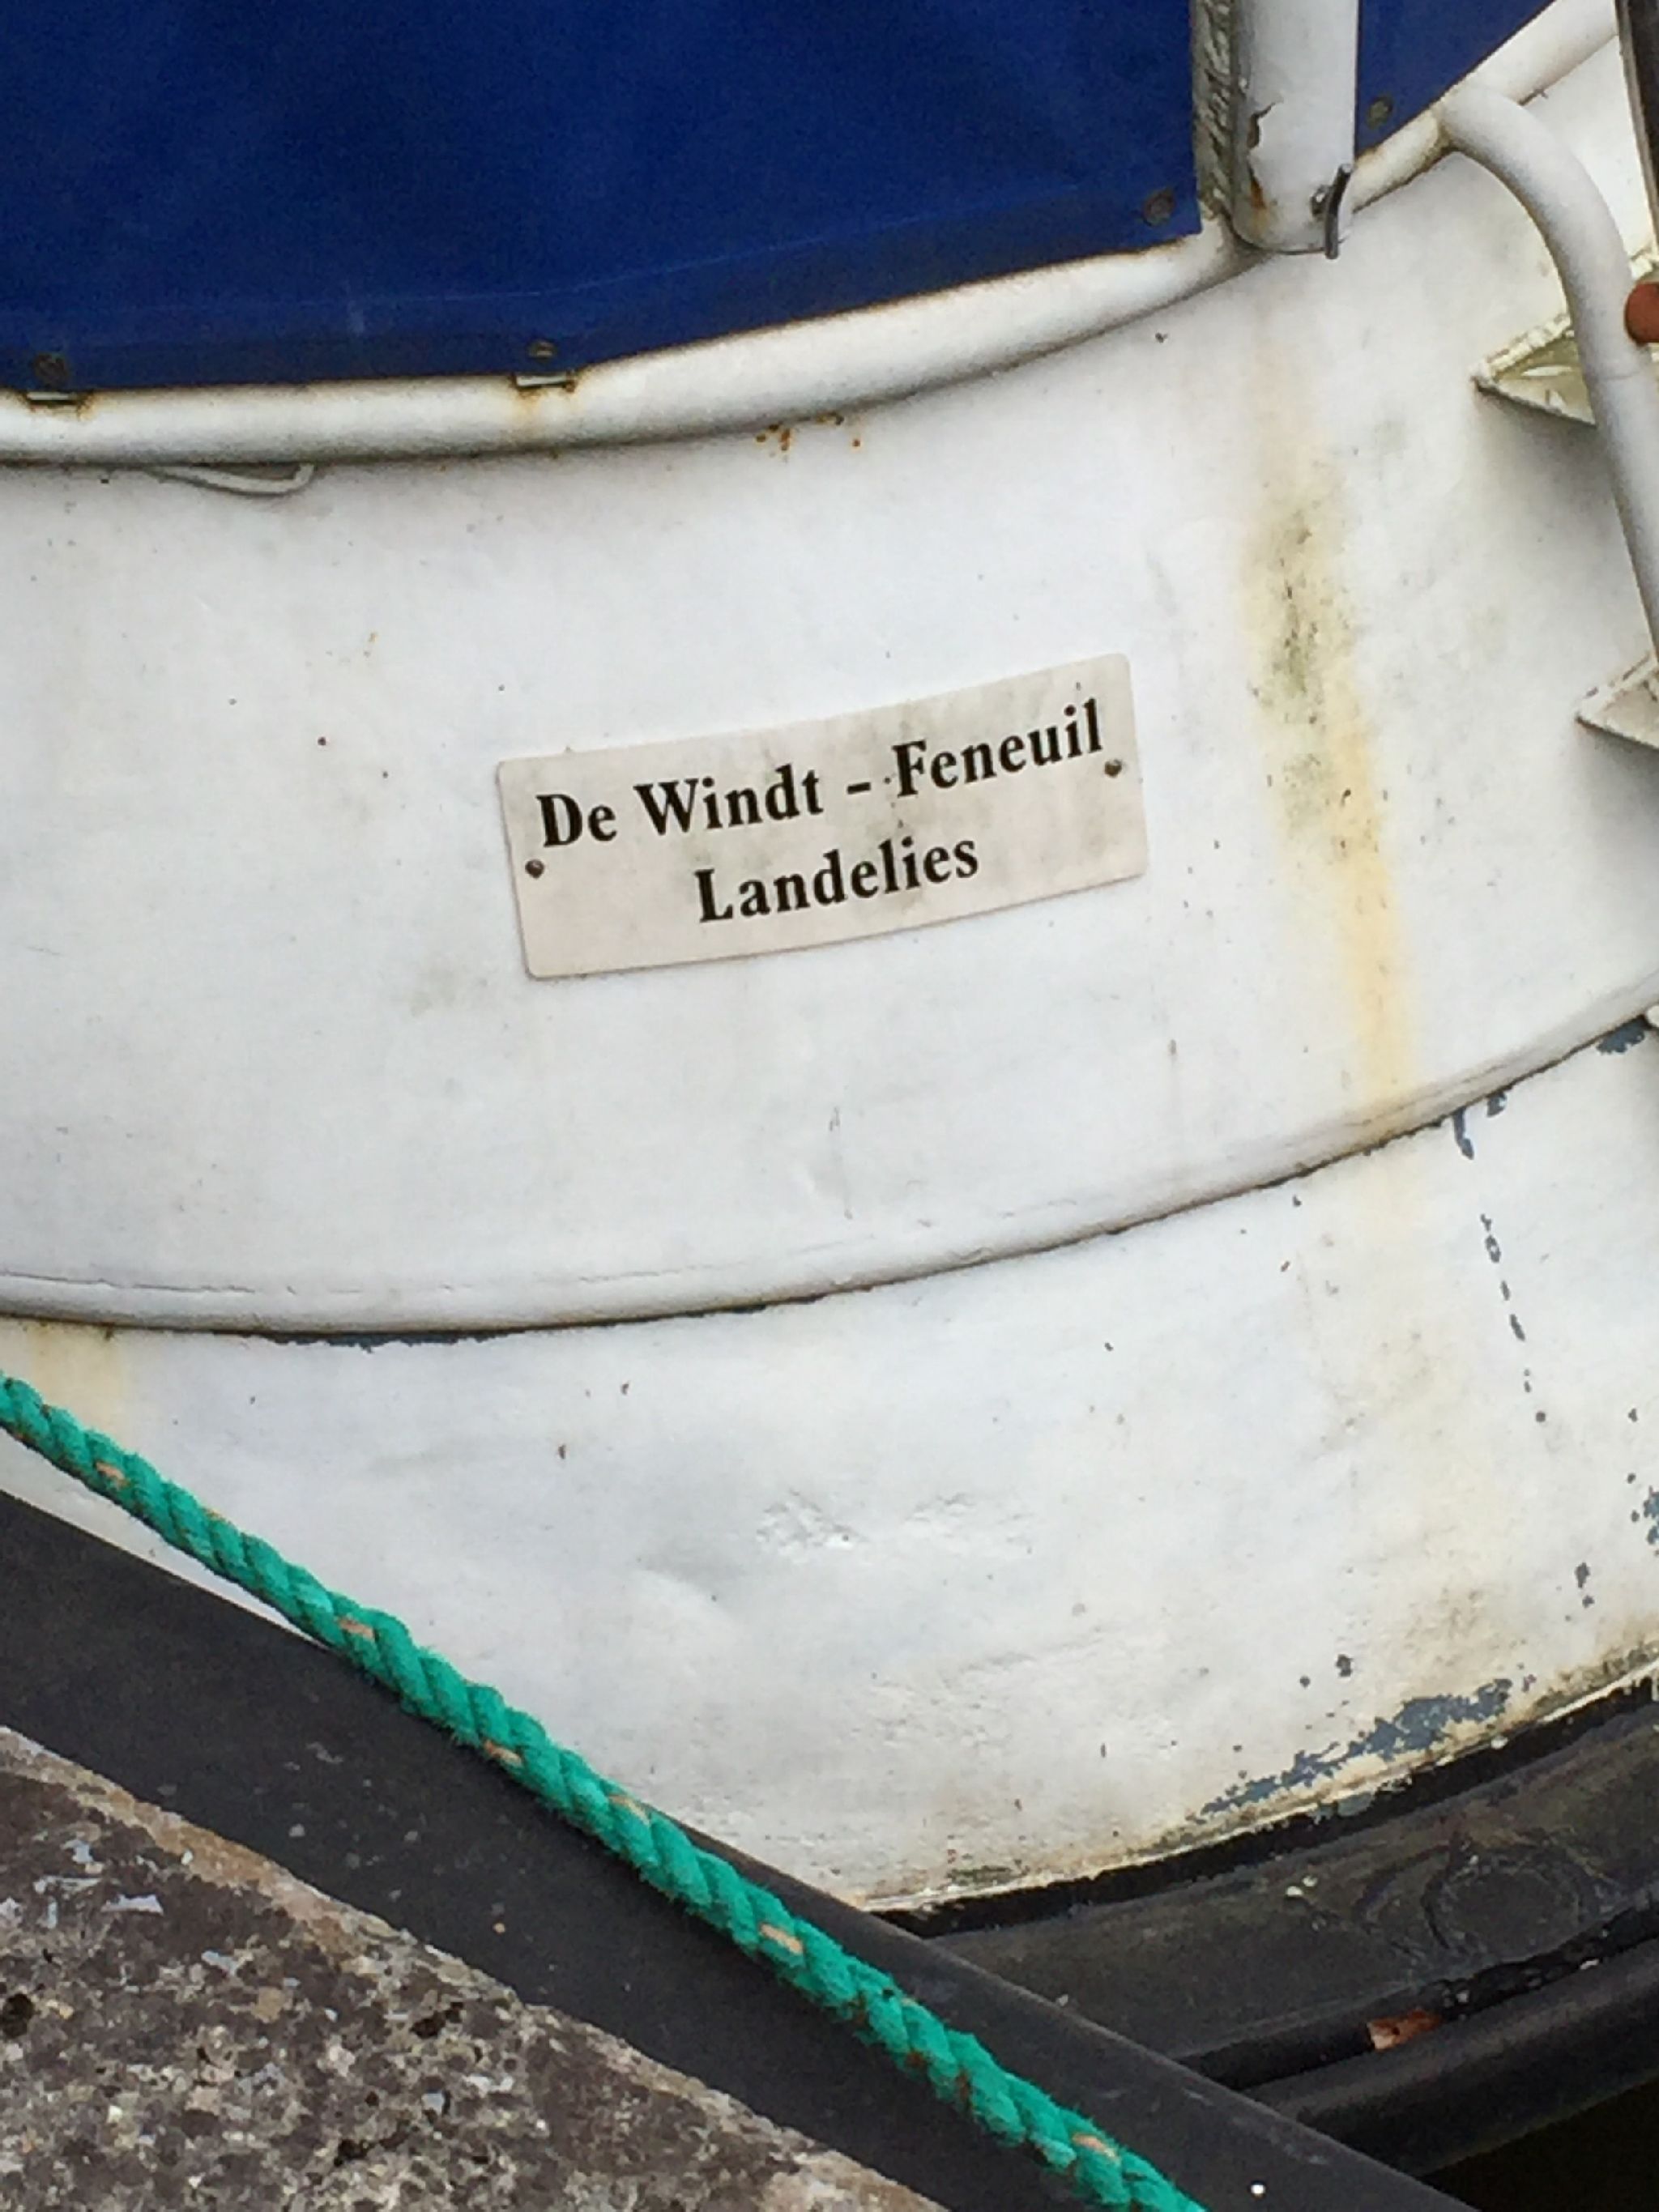 De Windt - Feneuil
Landelies